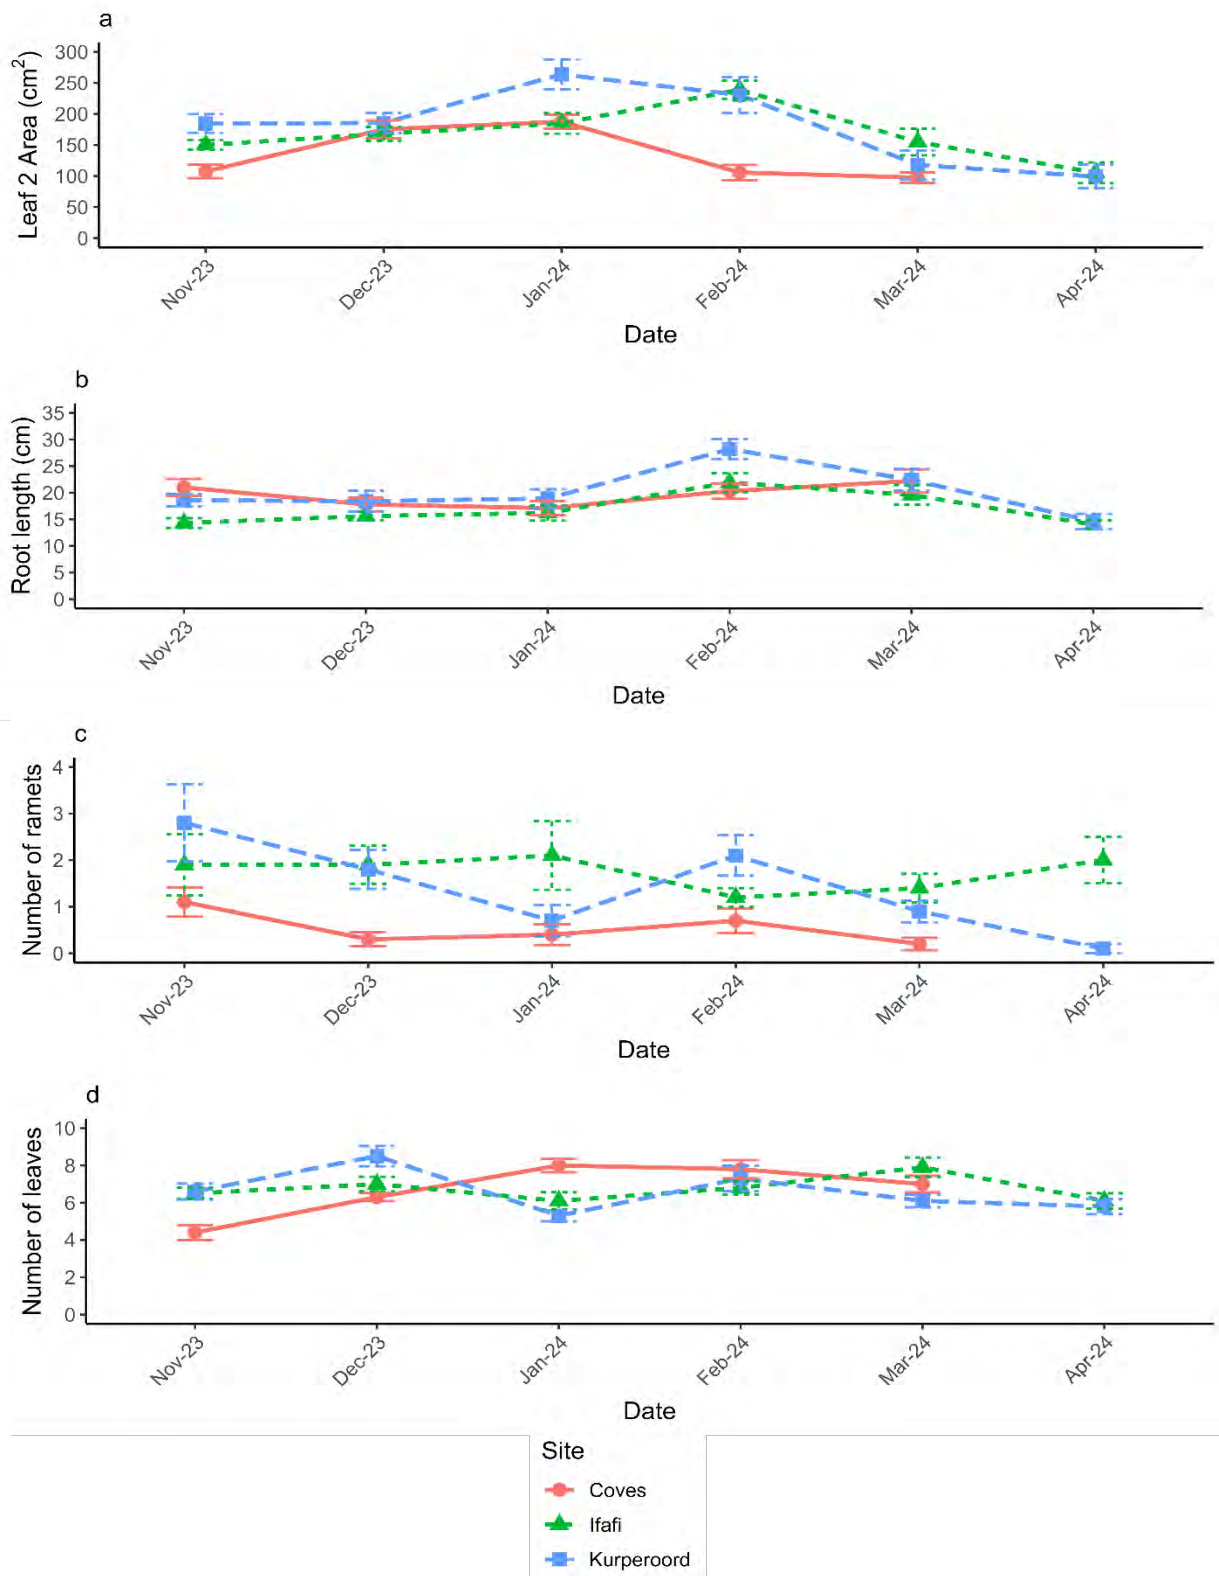 a
Leaf 2 Area (cm²)
300
250
200
150
100
50
0
Nov-23
Dec-23
Jan-24
Feb-24
Mar-24
Apr-24
Date
b
Root length (cm)
35
30
25
20
15
10
5
0
Nov-23
Dec-23
Jan-24
Feb-24
Mar-24
Apr-24
Date
c
Number of ramets
4
3
2
1
0
Nov-23
Dec-23
Jan-24
Feb-24
Mar-24
Apr-24
Date
d
Number of leaves
10
8
6
4
2
0
Nov-23
Dec-23
Jan-24
Feb-24
Mar-24
Apr-24
Date
Site
Coves
Ifafi
Kurperoord